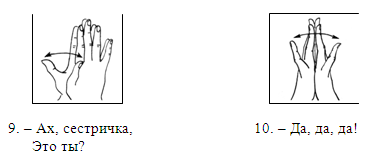 9. – Ах, сестричка,
Это ты?
10. – Да, да, да!